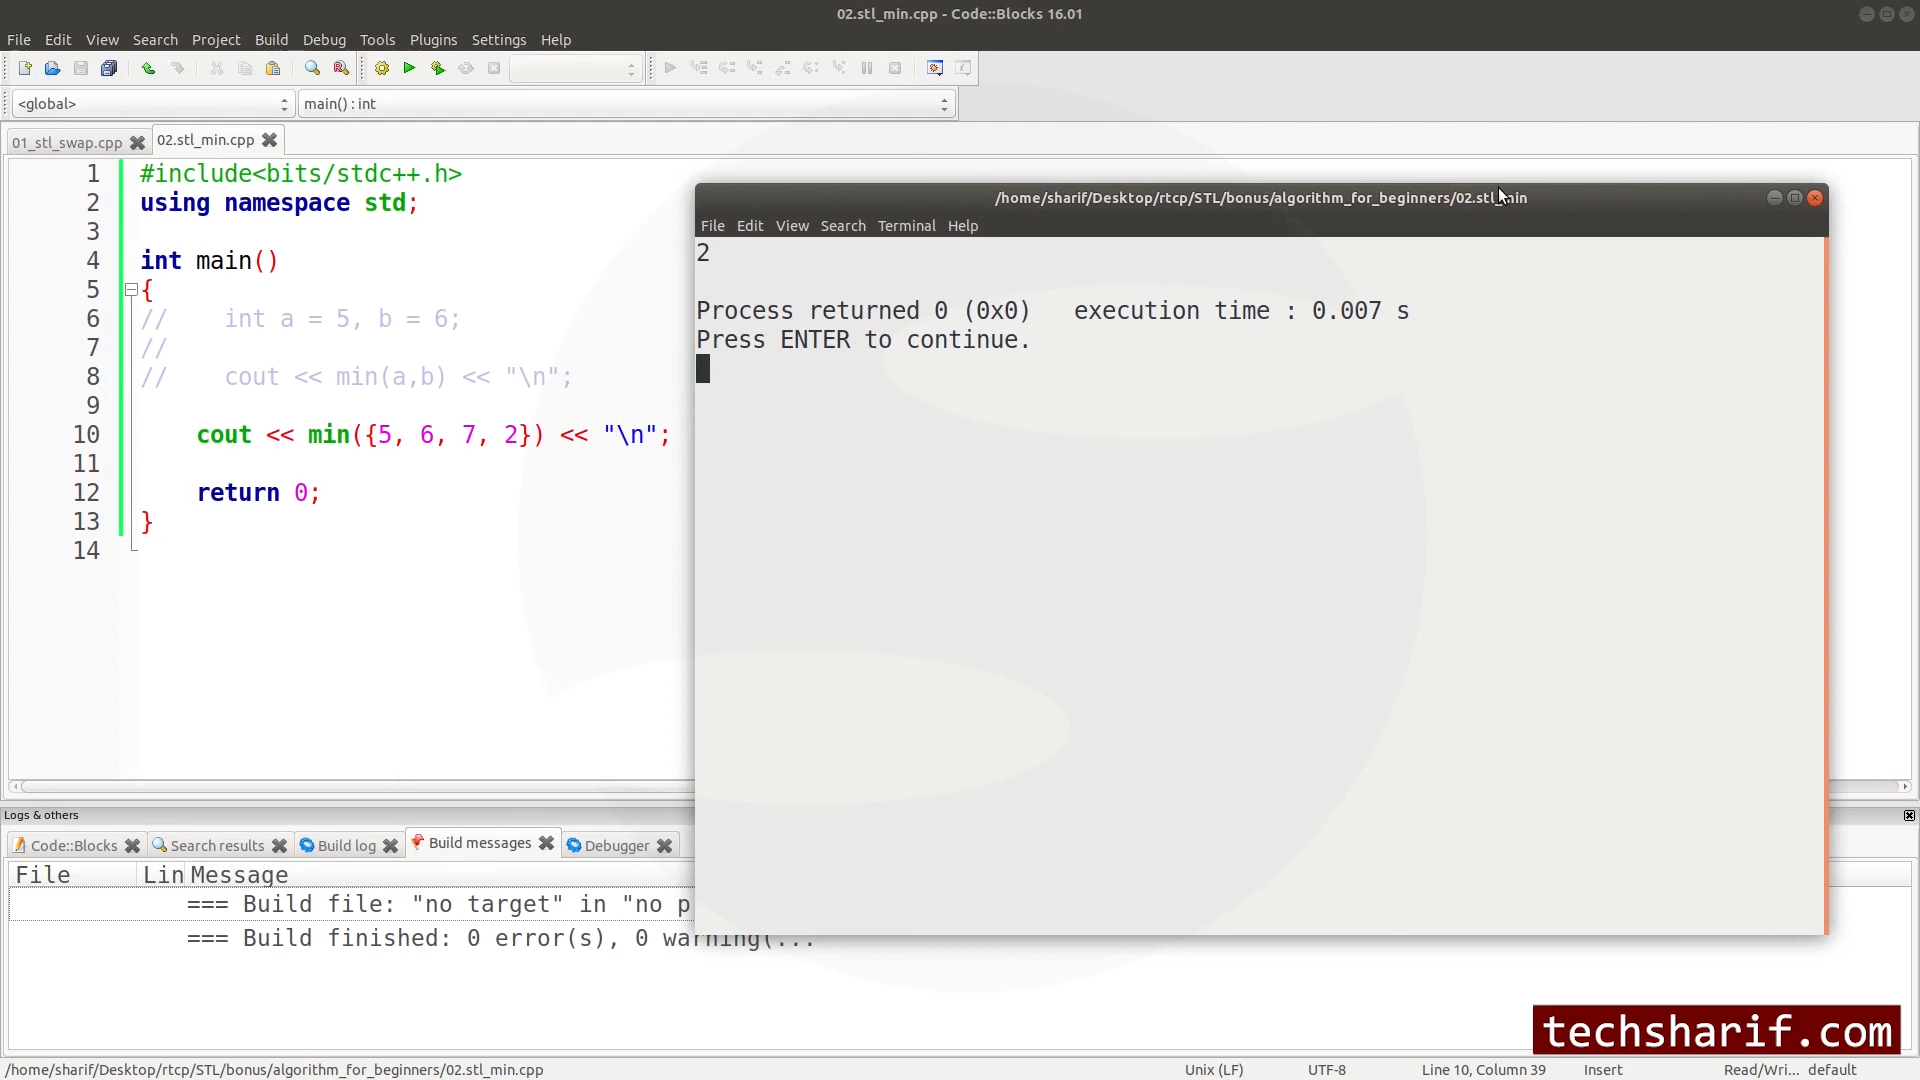 02.stl_min.cpp - Code::Blocks 16.01
File Edit View Search Project Build Debug Tools Plugins Settings Help
<global> main() : int
01_stl_swap.cpp 02.stl_min.cpp
1 #include<bits/stdc++.h>
2 using namespace std;
3
4 int main()
5 {
6 //    int a = 5, b = 6;
7 //
8 //    cout << min(a,b) << "\n";
9
10     cout << min({5, 6, 7, 2}) << "\n";
11
12     return 0;
13 }
14
/home/sharif/Desktop/rtcp/STL/bonus/algorithm_for_beginners/02.stl_min
File Edit View Search Terminal Help
2
Process returned 0 (0x0)   execution time : 0.007 s
Press ENTER to continue.
Logs & others
Code::Blocks Search results Build log Build messages Debugger
File Lin Message
=== Build file: "no target" in "no p
=== Build finished: 0 error(s), 0 warning(...
techsharif.com
/home/sharif/Desktop/rtcp/STL/bonus/algorithm_for_beginners/02.stl_min.cpp Unix (LF) UTF-8 Line 10, Column 39 Insert Read/Wri... default